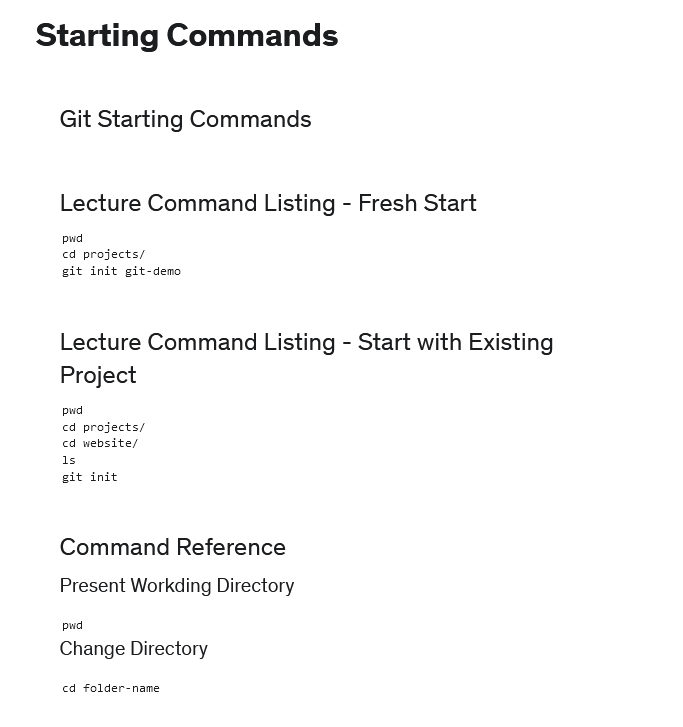 Starting Commands
Git Starting Commands
Lecture Command Listing - Fresh Start
pwd
cd projects/
git init git-demo
Lecture Command Listing - Start with Existing
Project
pwd
cd projects/
cd website/
ls
git init
Command Reference
Present Workding Directory
pwd
Change Directory
cd folder-name